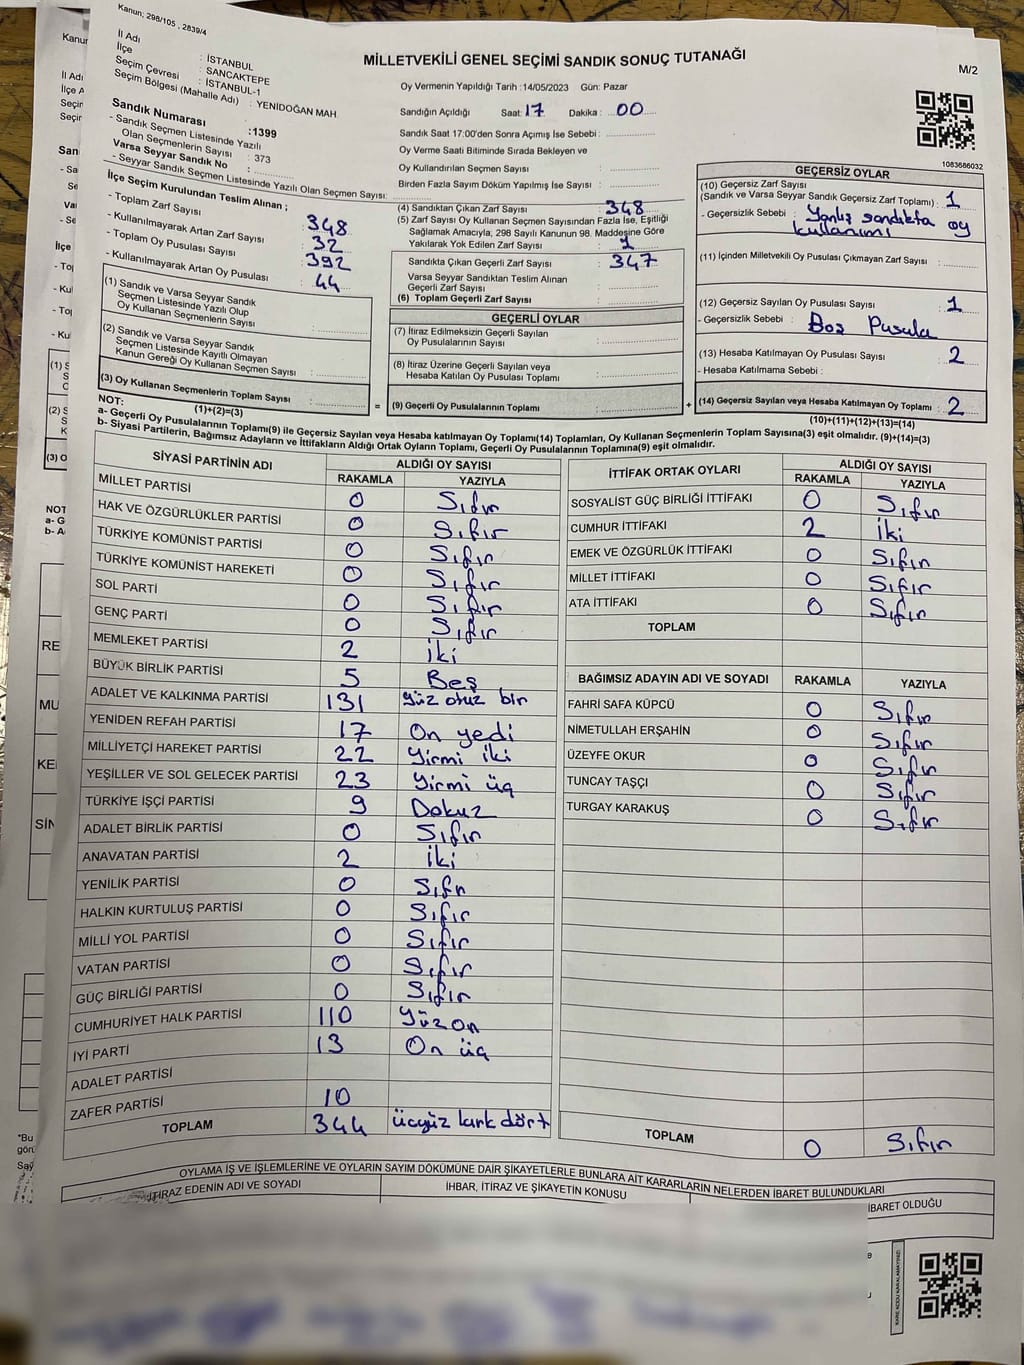 Kanun; 298/105 , 2839/4
MİLLETVEKİLİ GENEL SEÇİMİ SANDIK SONUÇ TUTANAĞI
M/2
İl Adı : İSTANBUL
İlçe : SANCAKTEPE
Seçim Çevresi : İSTANBUL-1
Seçim Bölgesi (Mahalle Adı) : YENİDOĞAN MAH
Sandık Numarası :1399
- Sandık Seçmen Listesinde Yazılı
Olan Seçmenlerin Sayısı : 373
Varsa Seyyar Sandık No :
- Seyyar Sandık Seçmen Listesinde Yazılı Olan Seçmen Sayısı:
İlçe Seçim Kurulundan Teslim Alınan ;
- Toplam Zarf Sayısı : 348
- Kullanılmayarak Artan Zarf Sayısı : 32
- Toplam Oy Pusulası Sayısı : 392
- Kullanılmayarak Artan Oy Pusulası : 44
(1) Sandık ve Varsa Seyyar Sandık
Seçmen Listesinde Yazılı Olup
Oy Kullanan Seçmenlerin Sayısı :
(2) Sandık ve Varsa Seyyar Sandık
Seçmen Listesinde Kayıtlı Olmayan
Kanun Gereği Oy Kullanan Seçmen Sayısı :
(3) Oy Kullanan Seçmenlerin Toplam Sayısı :
(1)+(2)=(3)
Oy Vermenin Yapıldığı Tarih :14/05/2023 Gün: Pazar
Sandığın Açıldığı Saat: 17 Dakika : 00
Sandık Saat 17:00'den Sonra Açımış İse Sebebi :
Oy Verme Saati Bitiminde Sırada Bekleyen ve
Oy Kullandırılan Seçmen Sayısı :
Birden Fazla Sayım Döküm Yapılmış İse Sayısı :
(4) Sandıktan Çıkan Zarf Sayısı : 348
(5) Zarf Sayısı Oy Kullanan Seçmen Sayısından Fazla İse, Eşitliği
Sağlamak Amacıyla, 298 Sayılı Kanunun 98. Maddesine Göre
Yakılarak Yok Edilen Zarf Sayısı : 1
Sandıkta Çıkan Geçerli Zarf Sayısı : 347
Varsa Seyyar Sandıktan Teslim Alınan
Geçerli Zarf Sayısı :
(6) Toplam Geçerli Zarf Sayısı :
GEÇERLİ OYLAR
(7) İtiraz Edilmeksizin Geçerli Sayılan
Oy Pusulalarının Sayısı :
(8) İtiraz Üzerine Geçerli Sayılan veya
Hesaba Katılan Oy Pusulası Toplamı :
= (9) Geçerli Oy Pusulalarının Toplamı :
1083686032
GEÇERSİZ OYLAR
(10) Geçersiz Zarf Sayısı
(Sandık ve Varsa Seyyar Sandık Geçersiz Zarf Toplamı) : 1
- Geçersizlik Sebebi : Yanlış sandıkta oy
kullanımı
(11) İçinden Milletvekili Oy Pusulası Çıkmayan Zarf Sayısı :
(12) Geçersiz Sayılan Oy Pusulası Sayısı : 1
- Geçersizlik Sebebi : Boş Pusula
(13) Hesaba Katılmayan Oy Pusulası Sayısı : 2
- Hesaba Katılmama Sebebi :
+ (14) Geçersiz Sayılan veya Hesaba Katılmayan Oy Toplamı : 2
(10)+(11)+(12)+(13)=(14)
NOT:
a- Geçerli Oy Pusulalarının Toplamı(9) ile Geçersiz Sayılan veya Hesaba katılmayan Oy Toplamı(14) Toplamları, Oy Kullanan Seçmenlerin Toplam Sayısına(3) eşit olmalıdır. (9)+(14)=(3)
b- Siyasi Partilerin, Bağımsız Adayların ve İttifakların Aldığı Ortak Oyların Toplamı, Geçerli Oy Pusulalarının Toplamına(9) eşit olmalıdır.
SİYASİ PARTİNİN ADI ALDIĞI OY SAYISI
RAKAMLA YAZIYLA
MİLLET PARTİSİ 0 Sıfır
HAK VE ÖZGÜRLÜKLER PARTİSİ 0 Sıfır
TÜRKİYE KOMÜNİST PARTİSİ 0 Sıfır
TÜRKİYE KOMÜNİST HAREKETİ 0 Sıfır
SOL PARTİ 0 Sıfır
GENÇ PARTİ 0 Sıfır
MEMLEKET PARTİSİ 2 İki
BÜYÜK BİRLİK PARTİSİ 5 Beş
ADALET VE KALKINMA PARTİSİ 131 Yüz otuz bir
YENİDEN REFAH PARTİSİ 17 On yedi
MİLLİYETÇİ HAREKET PARTİSİ 22 Yirmi iki
YEŞİLLER VE SOL GELECEK PARTİSİ 23 Yirmi üç
TÜRKİYE İŞÇİ PARTİSİ 9 Dokuz
ADALET BİRLİK PARTİSİ 0 Sıfır
ANAVATAN PARTİSİ 2 İki
YENİLİK PARTİSİ 0 Sıfır
HALKIN KURTULUŞ PARTİSİ 0 Sıfır
MİLLİ YOL PARTİSİ 0 Sıfır
VATAN PARTİSİ 0 Sıfır
GÜÇ BİRLİĞİ PARTİSİ 0 Sıfır
CUMHURİYET HALK PARTİSİ 110 Yüz on
İYİ PARTİ 13 On üç
ADALET PARTİSİ
ZAFER PARTİSİ 10
TOPLAM 344 üçyüz kırk dört
İTTİFAK ORTAK OYLARI ALDIĞI OY SAYISI
RAKAMLA YAZIYLA
SOSYALİST GÜÇ BİRLİĞİ İTTİFAKI 0 Sıfır
CUMHUR İTTİFAKI 2 İki
EMEK VE ÖZGÜRLÜK İTTİFAKI 0 Sıfır
MİLLET İTTİFAKI 0 Sıfır
ATA İTTİFAKI 0 Sıfır
TOPLAM
BAĞIMSIZ ADAYIN ADI VE SOYADI RAKAMLA YAZIYLA
FAHRİ SAFA KÜPCÜ 0 Sıfır
NİMETULLAH ERŞAHİN 0 Sıfır
ÜZEYFE OKUR 0 Sıfır
TUNCAY TAŞÇI 0 Sıfır
TURGAY KARAKUŞ 0 Sıfır
TOPLAM 0 Sıfır
OYLAMA İŞ VE İŞLEMLERİNE VE OYLARIN SAYIM DÖKÜMÜNE DAİR ŞİKAYETLERLE BUNLARA AİT KARARLARIN NELERDEN İBARET BULUNDUKLARI
İTİRAZ EDENİN ADI VE SOYADI İHBAR, İTİRAZ VE ŞİKAYETİN KONUSU İBARET OLDUĞU